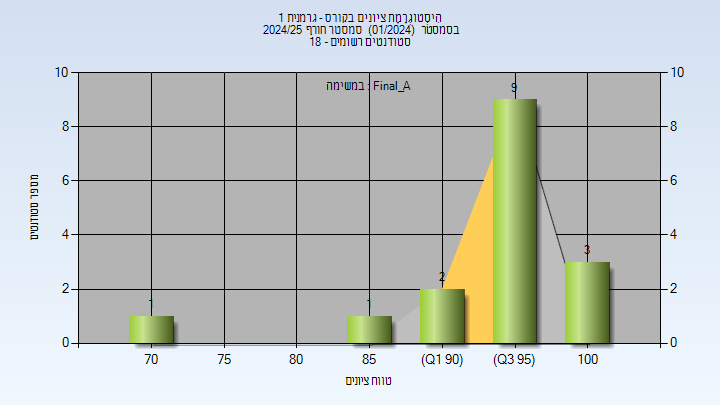 היסטוגרמת ציונים בקורס - גרמנית 1
בסמסטר (01/2024) סמסטר חורף 2024/25
סטודנטים רשומים - 18
במשימה : Final_A
10
8
6
4
2
0
10
8
6
4
2
0
מספר סטודנטים
1
1
2
9
3
70
75
80
85
(Q1 90)
(Q3 95)
100
טווח ציונים